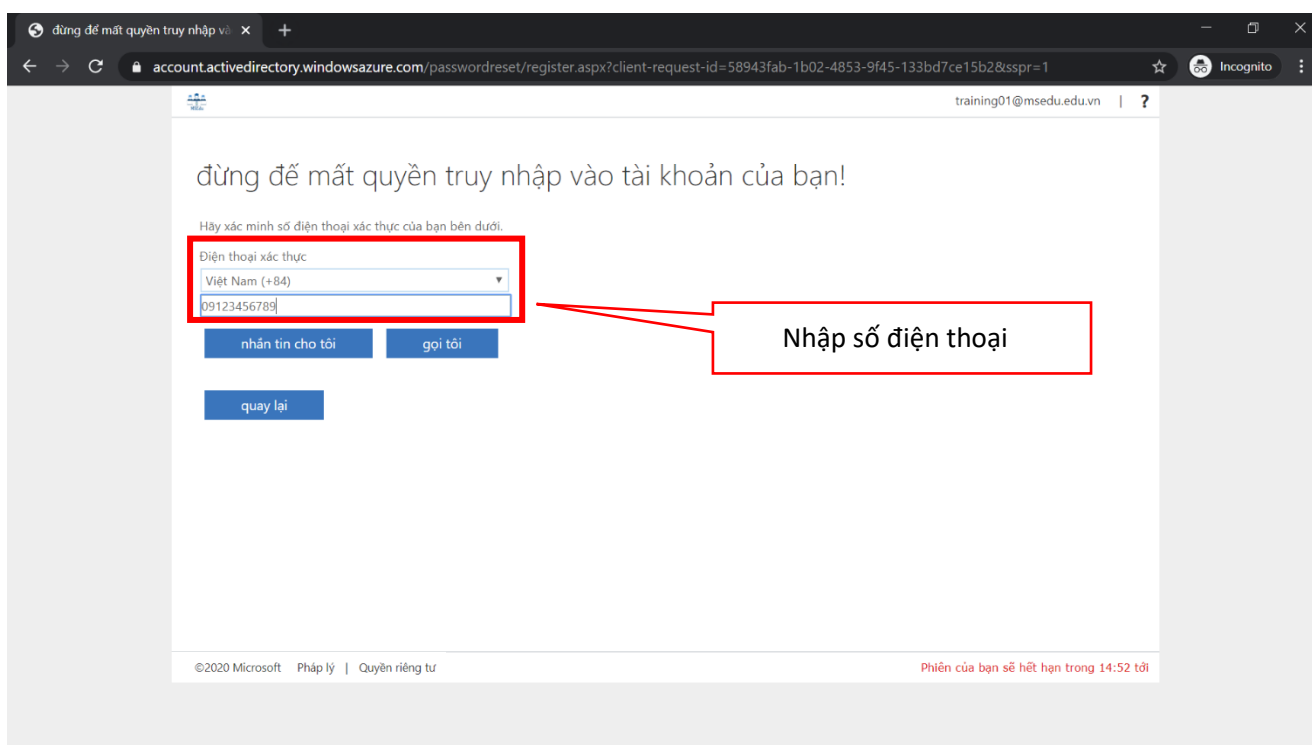 đừng để mất quyền truy nhập và
account.activedirectory.windowsazure.com/passwordreset/register.aspx?client-request-id=58943fab-1b02-4853-9f45-133bd7ce15b2&sspr=1
Incognito
training01@msedu.edu.vn | ?
đừng để mất quyền truy nhập vào tài khoản của bạn!
Hãy xác minh số điện thoại xác thực của bạn bên dưới.
Điện thoại xác thực
Việt Nam (+84)
09123456789
Nhập số điện thoại
nhắn tin cho tôi
gọi tôi
quay lại
©2020 Microsoft Pháp lý | Quyền riêng tư
Phiên của bạn sẽ hết hạn trong 14:52 tới